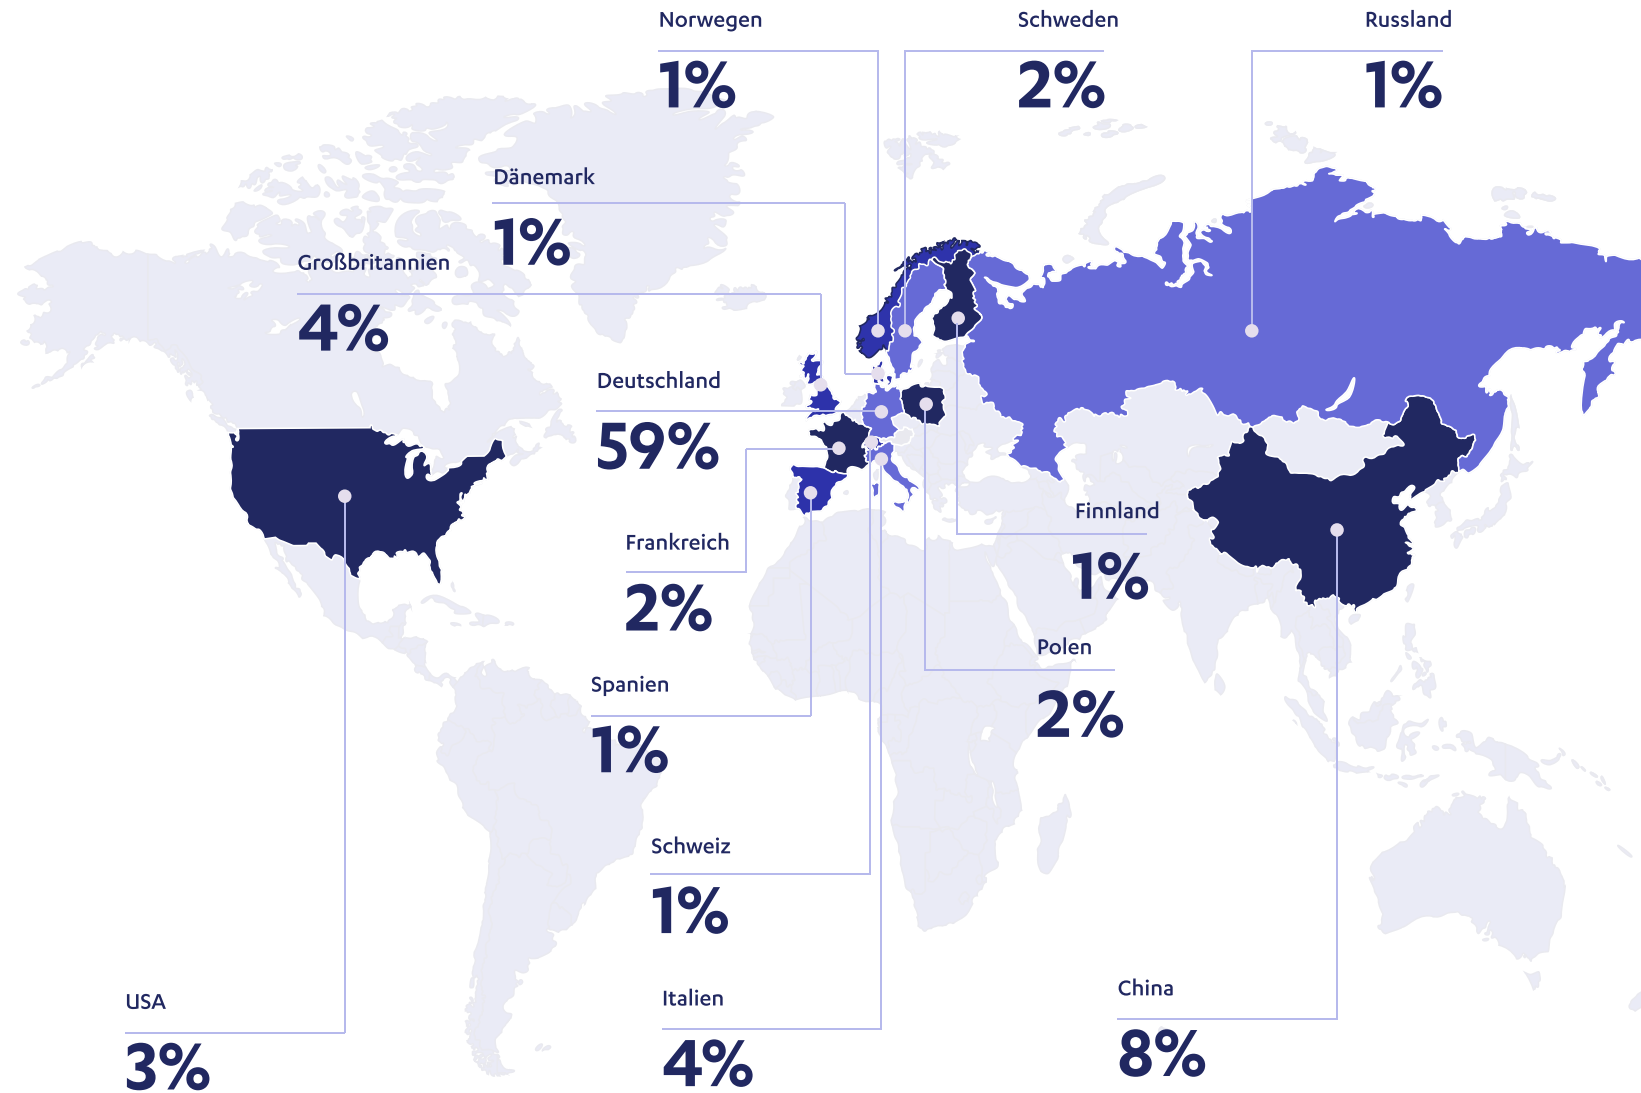 Norwegen
1%
Schweden
2%
Russland
1%
Dänemark
1%
Großbritannien
4%
Deutschland
59%
Frankreich
2%
Finnland
1%
Polen
2%
Spanien
1%
Schweiz
1%
Italien
4%
USA
3%
China
8%